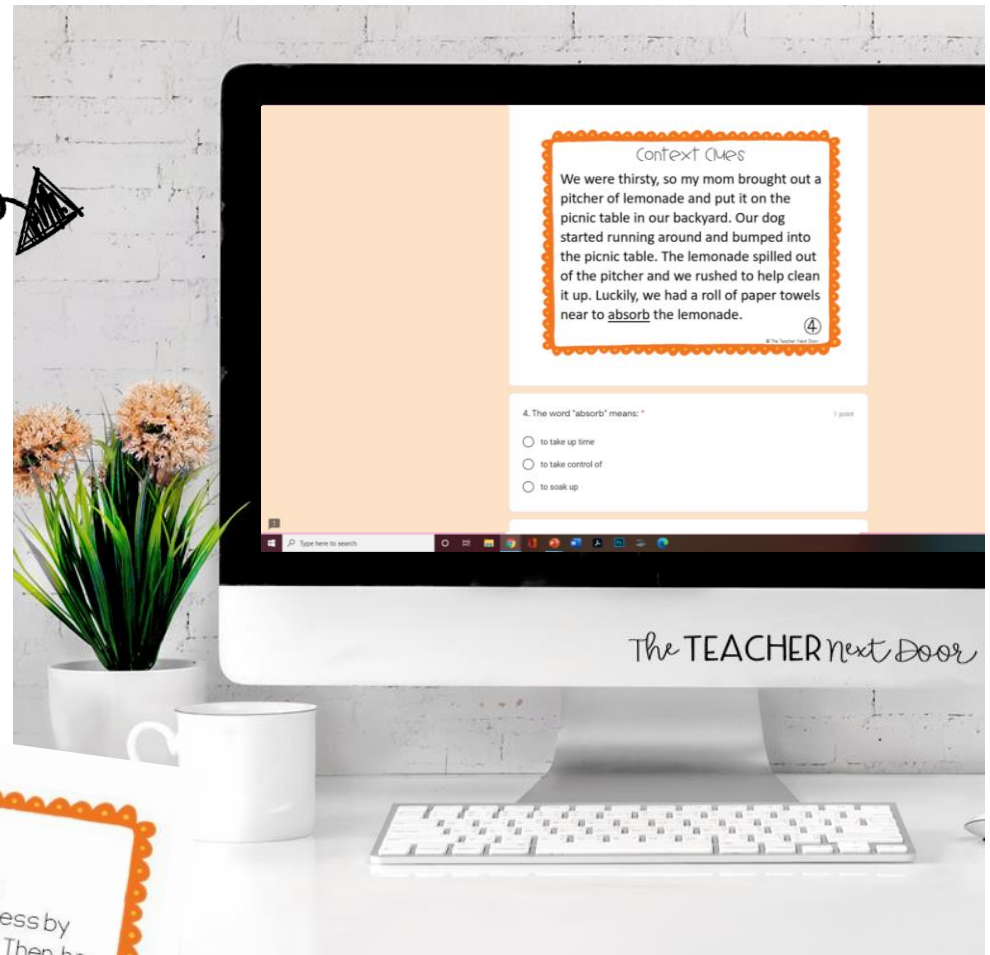 Context Clues
We were thirsty, so my mom brought out a
pitcher of lemonade and put it on the
picnic table in our backyard. Our dog
started running around and bumped into
the picnic table. The lemonade spilled out
of the pitcher and we rushed to help clean
it up. Luckily, we had a roll of paper towels
near to absorb the lemonade.
④
© The Teacher Next Door
4. The word "absorb" means: *
1 point
to take up time
to take control of
to soak up
Type here to search
The TEACHER Next Door
ess by
Then